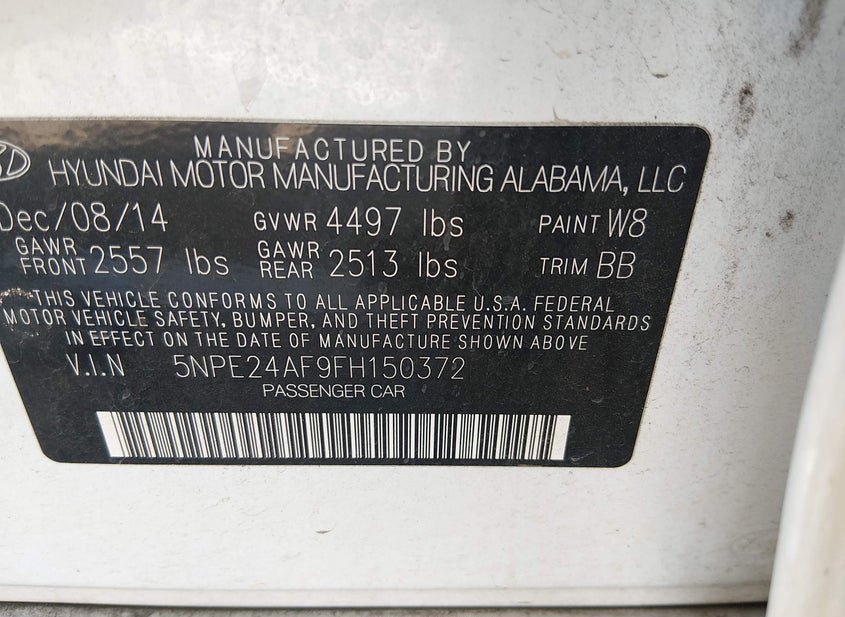 MANUFACTURED BY
HYUNDAI MOTOR MANUFACTURING ALABAMA, LLC
Dec/08/14 GVWR 4497 lbs PAINT W8
GAWR FRONT 2557 lbs GAWR REAR 2513 lbs TRIM BB
THIS VEHICLE CONFORMS TO ALL APPLICABLE U.S.A. FEDERAL
MOTOR VEHICLE SAFETY, BUMPER, AND THEFT PREVENTION STANDARDS
IN EFFECT ON THE DATE OF MANUFACTURE SHOWN ABOVE
V.I.N 5NPE24AF9FH150372
PASSENGER CAR